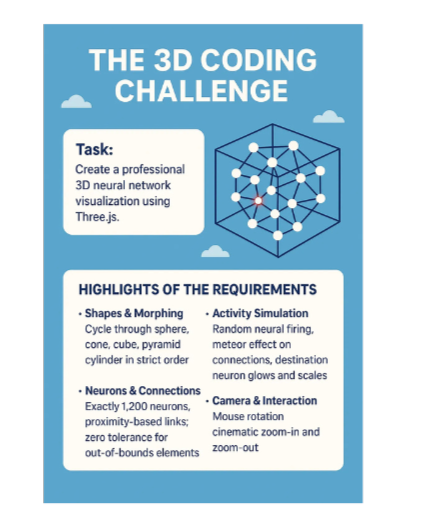 THE 3D CODING
CHALLENGE
Task:
Create a professional
3D neural network
visualization using
Three.js.
HIGHLIGHTS OF THE REQUIREMENTS
• Shapes & Morphing
Cycle through sphere,
cone, cube, pyramid
cylinder in strict order
• Neurons & Connections
Exactly 1,200 neurons,
proximity-based links;
zero tolerance for
out-of-bounds elements
• Activity Simulation
Random neural firing,
meteor effect on
connections, destination
neuron glows and scales
• Camera & Interaction
Mouse rotation
cinematic zoom-in and
zoom-out